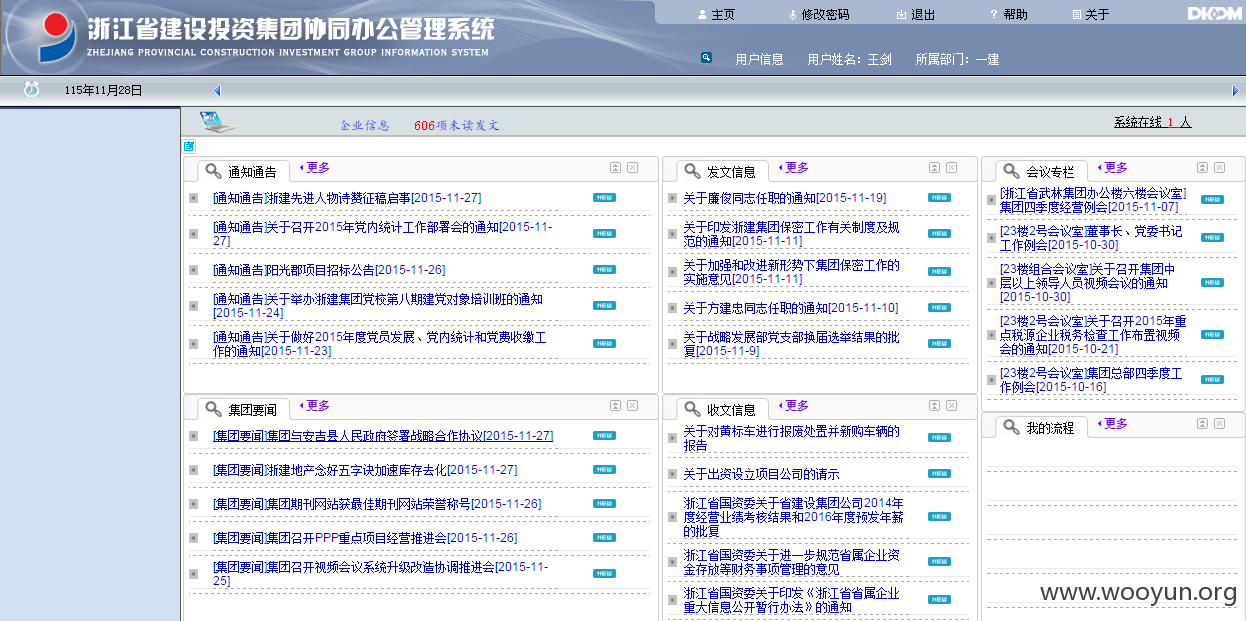 浙江省建设投资集团协同办公管理系统
ZHEJIANG PROVINCIAL CONSTRUCTION INVESTMENT GROUP INFORMATION SYSTEM
主页 修改密码 退出 ? 帮助 关于
DKDM
用户信息 用户姓名：王剑 所属部门：一建
115年11月28日
企业信息 606项未读发文
系统在线 1 人
通知通告 更多
[通知通告]浙建先进人物诗赞征稿启事[2015-11-27] NEW
[通知通告]关于召开2015年党内统计工作部署会的通知[2015-11-
27] NEW
[通知通告]阳光郡项目招标公告[2015-11-26] NEW
[通知通告]关于举办浙建集团党校第八期建党对象培训班的通知
[2015-11-24] NEW
[通知通告]关于做好2015年度党员发展、党内统计和党费收缴工
作的通知[2015-11-23] NEW
发文信息 更多
关于廉俊同志任职的通知[2015-11-19] NEW
关于印发浙建集团保密工作有关制度及规
范的通知[2015-11-11] NEW
关于加强和改进新形势下集团保密工作的
实施意见[2015-11-11] NEW
关于方建忠同志任职的通知[2015-11-10] NEW
关于战略发展部党支部换届选举结果的批
复[2015-11-9] NEW
会议专栏 更多
[浙江省武林集团办公楼六楼会议室]
集团四季度经营例会[2015-11-07] NEW
[23楼2号会议室]董事长、党委书记
工作例会[2015-10-30] NEW
[23楼组合会议室]关于召开集团中
层以上领导人员视频会议的通知
[2015-10-30] NEW
[23楼2号会议室]关于召开2015年重
点税源企业税务检查工作布置视频
会的通知[2015-10-21] NEW
[23楼2号会议室]集团总部四季度工
作例会[2015-10-16] NEW
集团要闻 更多
[集团要闻]集团与安吉县人民政府签署战略合作协议[2015-11-27] NEW
[集团要闻]浙建地产念好五字诀加速库存去化[2015-11-27] NEW
[集团要闻]集团期刊网站获最佳期刊网站荣誉称号[2015-11-26] NEW
[集团要闻]集团召开PPP重点项目经营推进会[2015-11-26] NEW
[集团要闻]集团召开视频会议系统升级改造协调推进会[2015-11-
25] NEW
收文信息 更多
关于对黄标车进行报废处置并新购车辆的
报告 NEW
关于出资设立项目公司的请示 NEW
浙江省国资委关于省建设集团公司2014年
度经营业绩考核结果和2016年度预发年薪
的批复 NEW
浙江省国资委关于进一步规范省属企业资
金存放等财务事项管理的意见 NEW
浙江省国资委关于印发《浙江省省属企业
重大信息公开暂行办法》的通知 NEW
我的流程 更多
www.wooyun.org